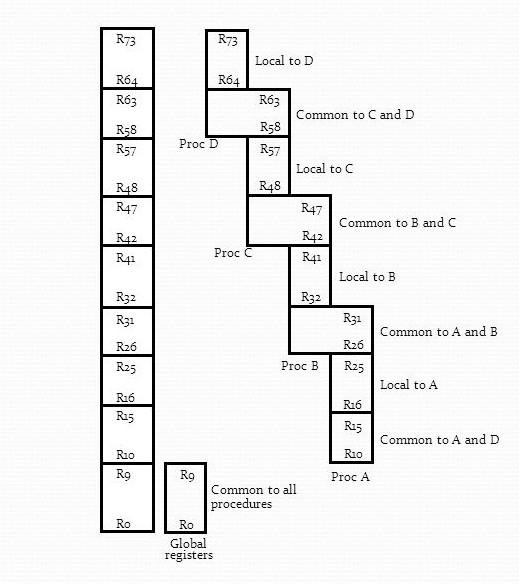 R73
R64
R63
R58
R57
R48
R47
R42
R41
R32
R31
R26
R25
R16
R15
R10
R9
R0
R73
R64
Local to D
R63
R58
Common to C and D
Proc D
R57
R48
Local to C
R47
R42
Common to B and C
Proc C
R41
R32
Local to B
R31
R26
Common to A and B
Proc B
R25
R16
Local to A
R15
R10
Common to A and D
Proc A
R9
R0
Common to all
procedures
Global
registers